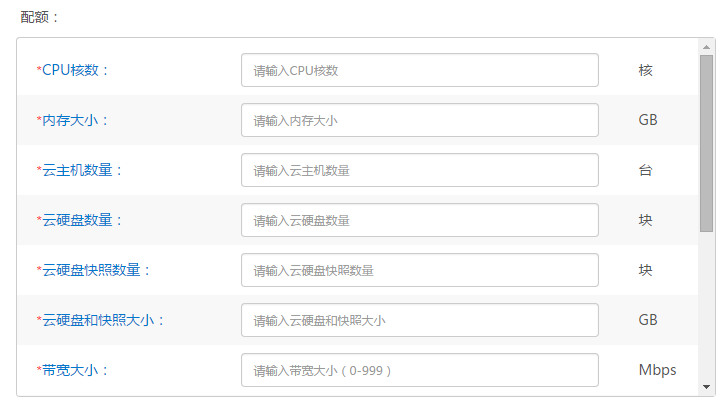 配额：
*CPU核数： 请输入CPU核数 核
*内存大小： 请输入内存大小 GB
*云主机数量： 请输入云主机数量 台
*云硬盘数量： 请输入云硬盘数量 块
*云硬盘快照数量： 请输入云硬盘快照数量 块
*云硬盘和快照大小： 请输入云硬盘和快照大小 GB
*带宽大小： 请输入带宽大小（0-999） Mbps